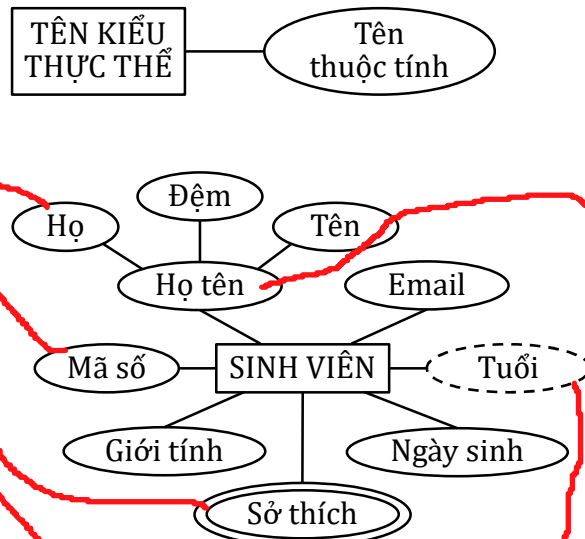 TÊN KIỂU
THỰC THỂ
Tên
thuộc tính
Đệm
Họ
Tên
Họ tên
Email
Mã số
SINH VIÊN
Tuổi
Giới tính
Ngày sinh
Sở thích